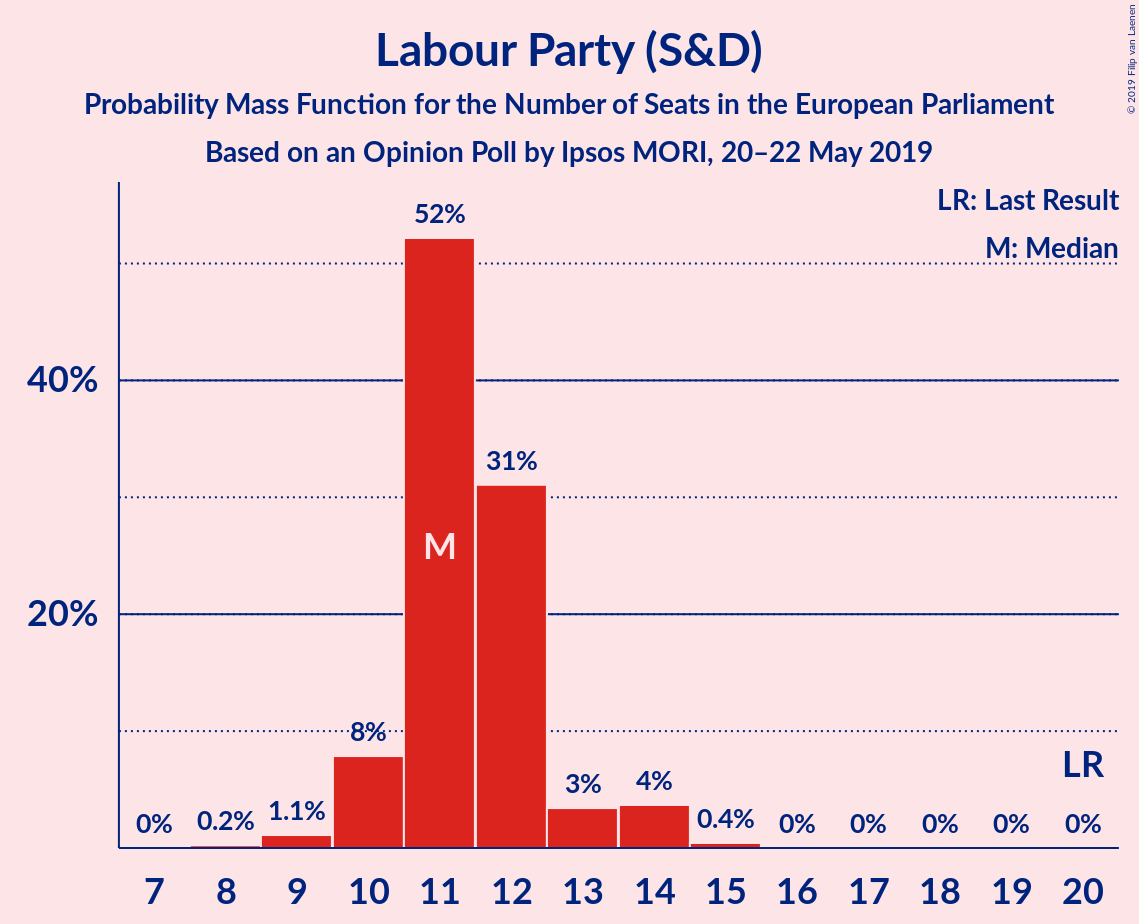 Labour Party (S&D)
Probability Mass Function for the Number of Seats in the European Parliament
Based on an Opinion Poll by Ipsos MORI, 20–22 May 2019
© 2019 Filip van Laenen
LR: Last Result
M: Median
52%
40%
31%
M
20%
8%
LR
0%
0.2%
1.1%
3%
4%
0.4%
0%
0%
0%
0%
0%
7 8 9 10 11 12 13 14 15 16 17 18 19 20